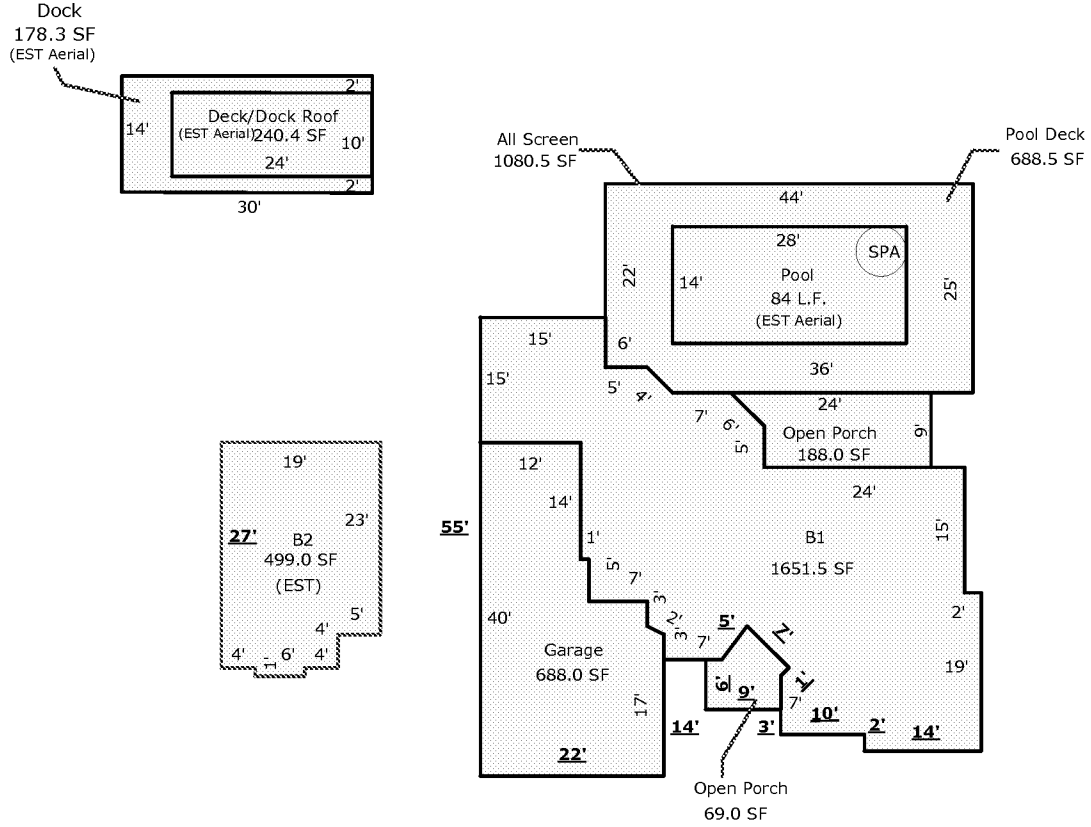 Dock
178.3 SF
(EST Aerial)
2'
Deck/Dock Roof
(EST Aerial) 240.4 SF
14'
10'
24'
2'
30'
All Screen
1080.5 SF
Pool Deck
688.5 SF
44'
28'
SPA
22'
14'
Pool
84 L.F.
(EST Aerial)
25'
15'
6'
36'
15'
5'
4'
7'
6'
5'
24'
Open Porch
188.0 SF
9'
19'
27'
23'
B2
499.0 SF
(EST)
5'
4'
4'
1'
6'
4'
12'
14'
55'
1'
5'
7'
3'
2'
3'
7'
40'
Garage
688.0 SF
17'
22'
24'
B1
1651.5 SF
15'
2'
19'
5'
7'
1'
6'
9'
7'
14'
3'
10'
2'
14'
Open Porch
69.0 SF